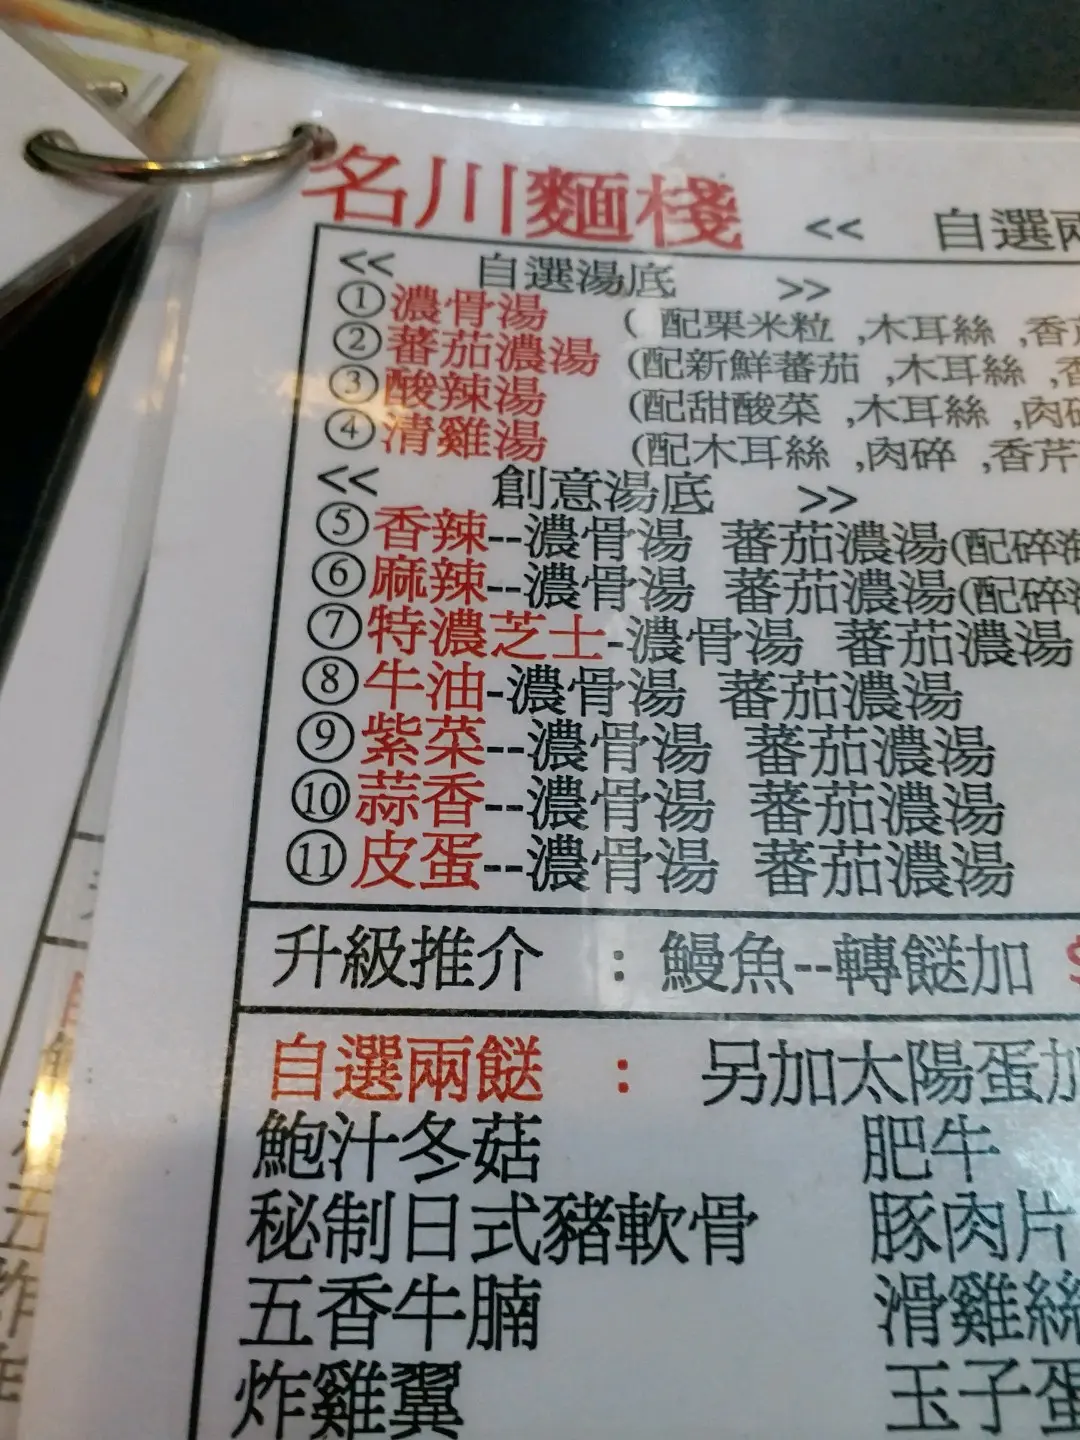 名川麵棧 << 自選兩
<< 自選湯底 >>
①濃骨湯 ( 配栗米粒 ,木耳絲 ,香芹
②蕃茄濃湯 (配新鮮蕃茄 ,木耳絲 ,香
③酸辣湯 (配甜酸菜 ,木耳絲 ,肉碎
④清雞湯 (配木耳絲 ,肉碎 ,香芹
<< 創意湯底 >>
⑤香辣--濃骨湯 蕃茄濃湯(配碎海
⑥麻辣--濃骨湯 蕃茄濃湯(配碎海
⑦特濃芝士-濃骨湯 蕃茄濃湯
⑧牛油-濃骨湯 蕃茄濃湯
⑨紫菜--濃骨湯 蕃茄濃湯
⑩蒜香--濃骨湯 蕃茄濃湯
⑪皮蛋--濃骨湯 蕃茄濃湯
升級推介 : 鰻魚--轉餸加 $
自選兩餸 : 另加太陽蛋加
鮑汁冬菇 肥牛
秘制日式豬軟骨 豚肉片
五香牛腩 滑雞絲
炸雞翼 玉子蛋